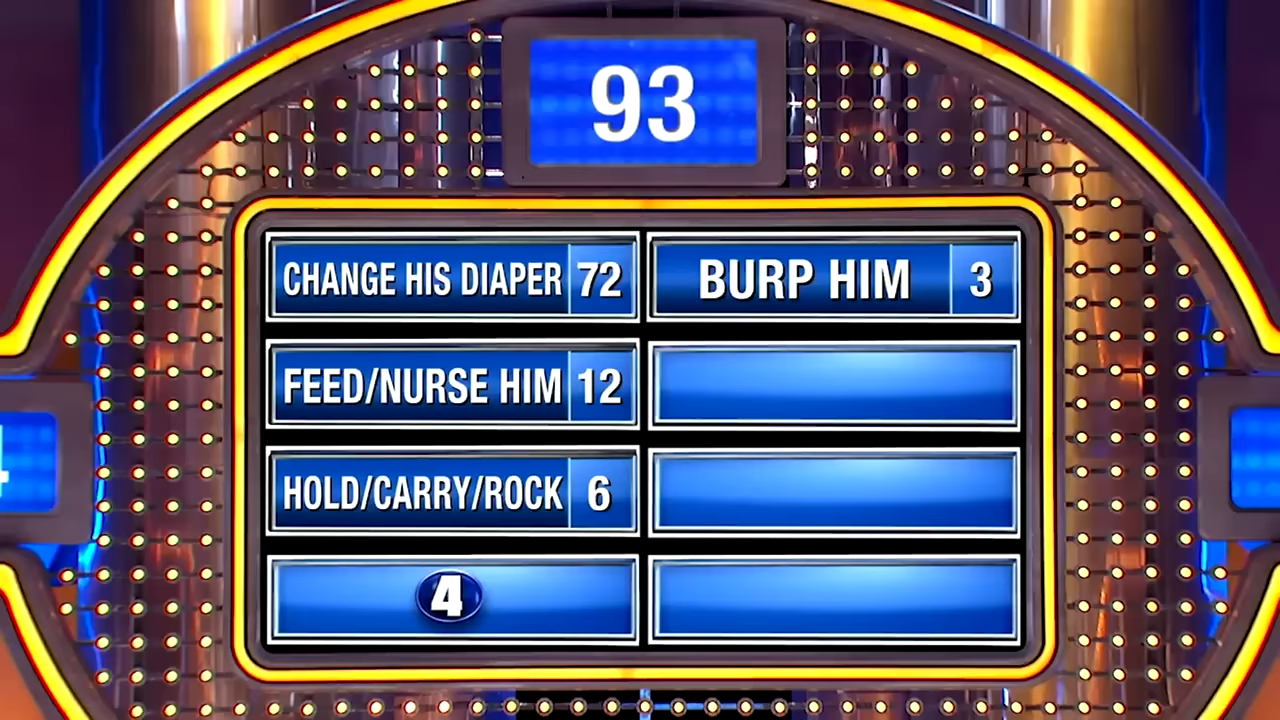 93
CHANGE HIS DIAPER 72
BURP HIM 3
FEED/NURSE HIM 12
HOLD/CARRY/ROCK 6
4